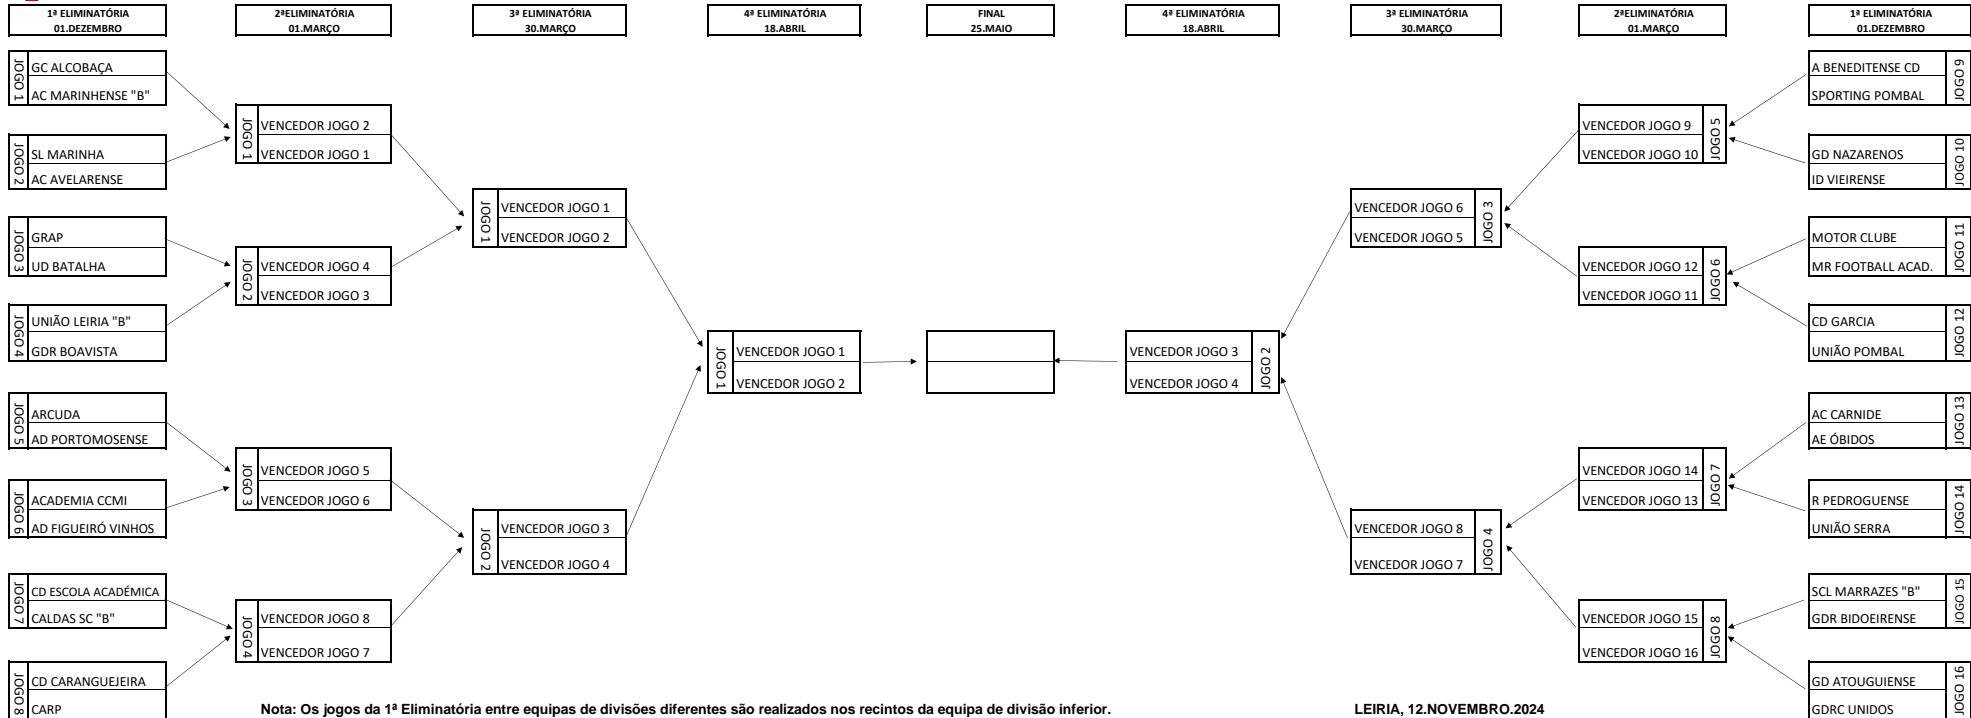 1ª ELIMINATÓRIA
01.DEZEMBRO
2ªELIMINATÓRIA
01.MARÇO
3ª ELIMINATÓRIA
30.MARÇO
4ª ELIMINATÓRIA
18.ABRIL
FINAL
25.MAIO
4ª ELIMINATÓRIA
18.ABRIL
3ª ELIMINATÓRIA
30.MARÇO
2ªELIMINATÓRIA
01.MARÇO
1ª ELIMINATÓRIA
01.DEZEMBRO
JOGO 1
GC ALCOBAÇA
AC MARINHENSE "B"
JOGO 2
SL MARINHA
AC AVELARENSE
JOGO 3
GRAP
UD BATALHA
JOGO 4
UNIÃO LEIRIA "B"
GDR BOAVISTA
JOGO 5
ARCUDA
AD PORTOMOSENSE
JOGO 6
ACADEMIA CCMI
AD FIGUEIRÓ VINHOS
JOGO 7
CD ESCOLA ACADÉMICA
CALDAS SC "B"
JOGO 8
CD CARANGUEJEIRA
CARP
JOGO 1
VENCEDOR JOGO 2
VENCEDOR JOGO 1
JOGO 2
VENCEDOR JOGO 4
VENCEDOR JOGO 3
JOGO 3
VENCEDOR JOGO 5
VENCEDOR JOGO 6
JOGO 4
VENCEDOR JOGO 8
VENCEDOR JOGO 7
JOGO 1
VENCEDOR JOGO 1
VENCEDOR JOGO 2
JOGO 2
VENCEDOR JOGO 3
VENCEDOR JOGO 4
JOGO 1
VENCEDOR JOGO 1
VENCEDOR JOGO 2
VENCEDOR JOGO 3
VENCEDOR JOGO 4
JOGO 2
VENCEDOR JOGO 6
VENCEDOR JOGO 5
JOGO 3
VENCEDOR JOGO 8
VENCEDOR JOGO 7
JOGO 4
VENCEDOR JOGO 9
VENCEDOR JOGO 10
JOGO 5
VENCEDOR JOGO 12
VENCEDOR JOGO 11
JOGO 6
VENCEDOR JOGO 14
VENCEDOR JOGO 13
JOGO 7
VENCEDOR JOGO 15
VENCEDOR JOGO 16
JOGO 8
A BENEDITENSE CD
SPORTING POMBAL
JOGO 9
GD NAZARENOS
ID VIEIRENSE
JOGO 10
MOTOR CLUBE
MR FOOTBALL ACAD.
JOGO 11
CD GARCIA
UNIÃO POMBAL
JOGO 12
AC CARNIDE
AE ÓBIDOS
JOGO 13
R PEDROGUENSE
UNIÃO SERRA
JOGO 14
SCL MARRAZES "B"
GDR BIDOEIRENSE
JOGO 15
GD ATOUGUIENSE
GDRC UNIDOS
JOGO 16
Nota: Os jogos da 1ª Eliminatória entre equipas de divisões diferentes são realizados nos recintos da equipa de divisão inferior.
LEIRIA, 12.NOVEMBRO.2024